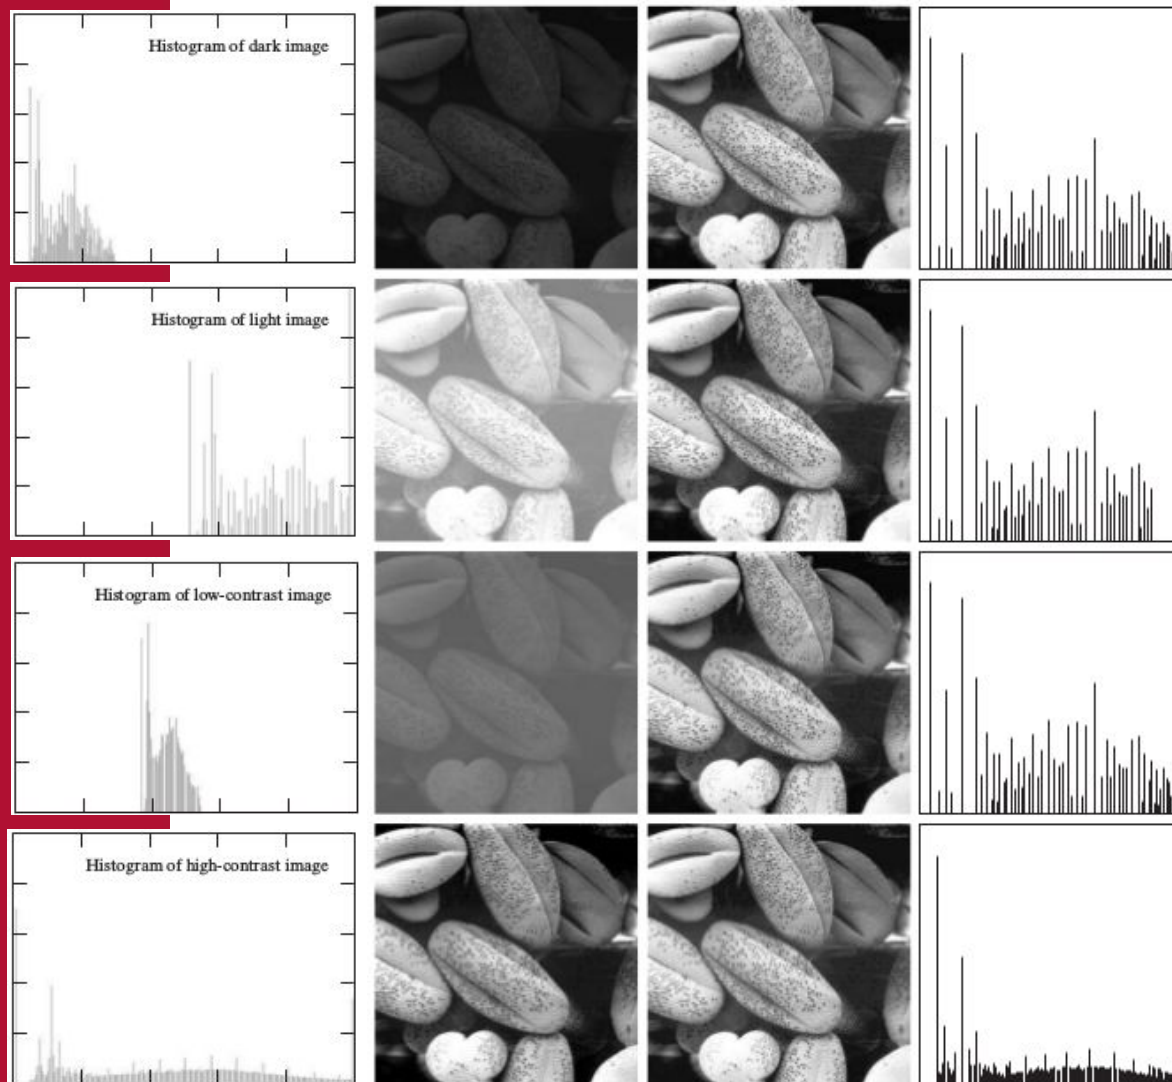 Histogram of dark image
Histogram of light image
Histogram of low-contrast image
Histogram of high-contrast image